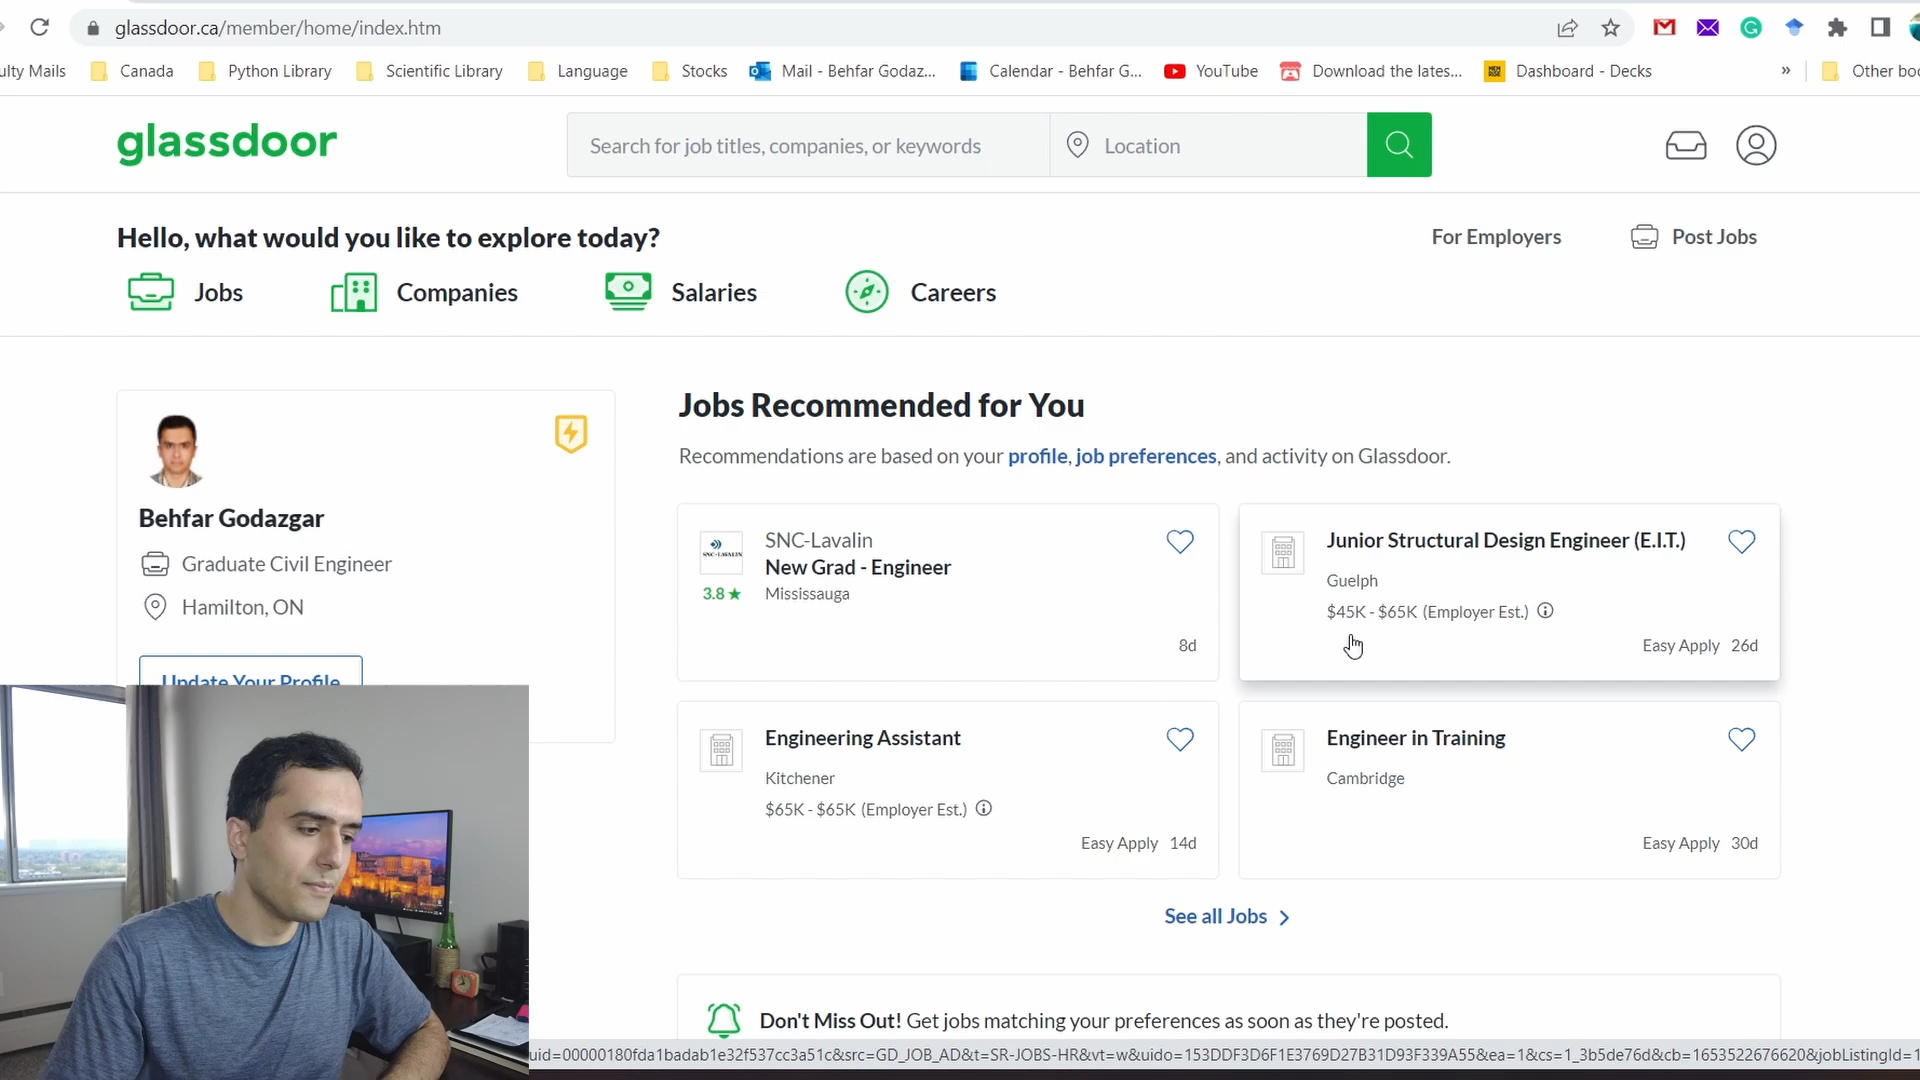 glassdoor.ca/member/home/index.htm
ulty Mails
Canada
Python Library
Scientific Library
Language
Stocks
Mail - Behfar Godaz...
Calendar - Behfar G...
YouTube
Download the lates...
Dashboard - Decks
»
Other boo
glassdoor
Search for job titles, companies, or keywords
Location
Hello, what would you like to explore today?
For Employers
Post Jobs
Jobs
Companies
Salaries
Careers
Behfar Godazgar
Graduate Civil Engineer
Hamilton, ON
Update Your Profile
Jobs Recommended for You
Recommendations are based on your profile, job preferences, and activity on Glassdoor.
SNC-LAVALIN
3.8 ★
SNC-Lavalin
New Grad - Engineer
Mississauga
8d
Junior Structural Design Engineer (E.I.T.)
Guelph
$45K - $65K (Employer Est.)
Easy Apply 26d
Engineering Assistant
Kitchener
$65K - $65K (Employer Est.)
Easy Apply 14d
Engineer in Training
Cambridge
Easy Apply 30d
See all Jobs
Don't Miss Out! Get jobs matching your preferences as soon as they're posted.
uid=00000180fda1badab1e32f537cc3a51c&src=GD_JOB_AD&t=SR-JOBS-HR&vt=w&uido=153DDF3D6F1E3769D27B31D93F339A55&ea=1&cs=1_3b5de76d&cb=1653522676620&jobListingId=1